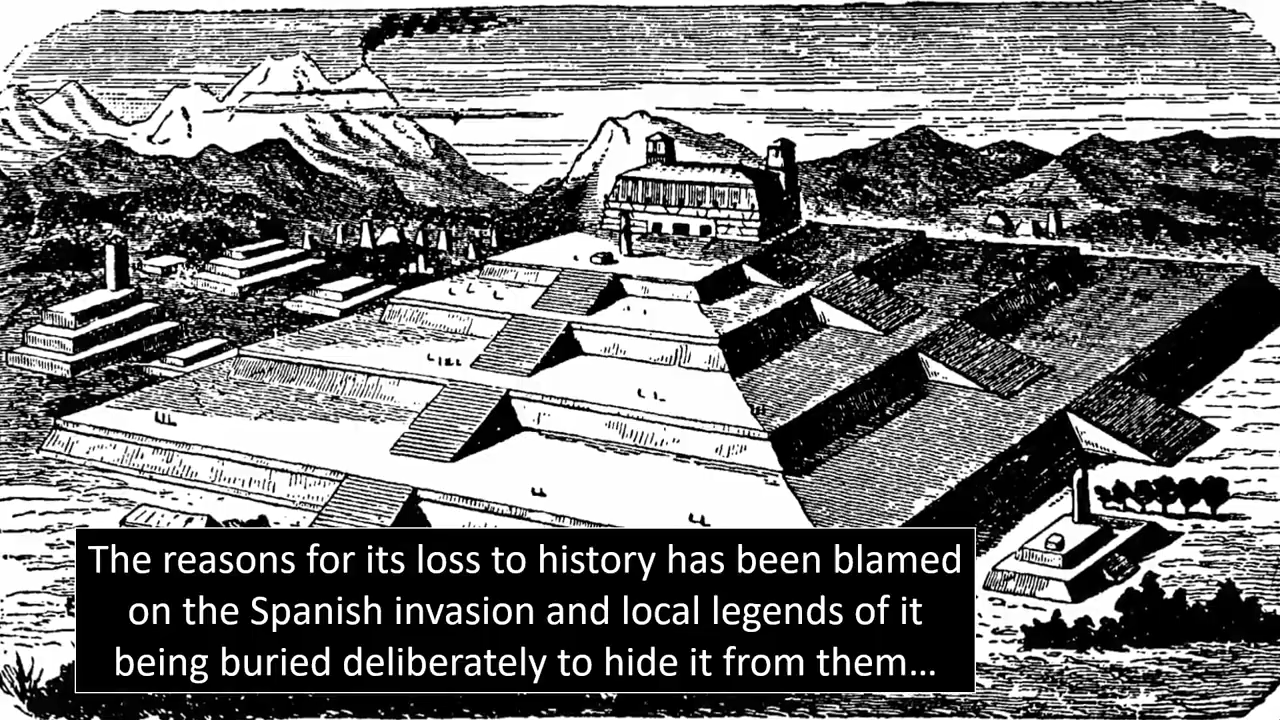 The reasons for its loss to history has been blamed
on the Spanish invasion and local legends of it
being buried deliberately to hide it from them...